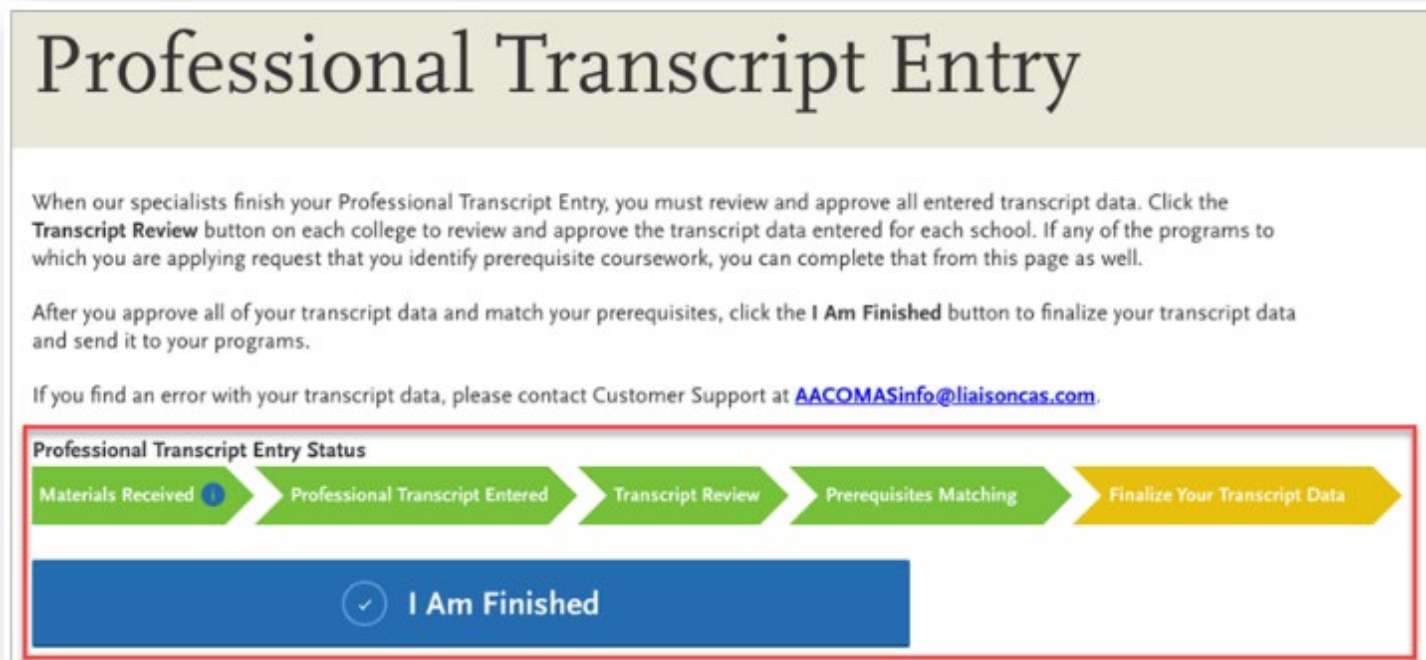 Professional Transcript Entry
When our specialists finish your Professional Transcript Entry, you must review and approve all entered transcript data. Click the
Transcript Review button on each college to review and approve the transcript data entered for each school. If any of the programs to
which you are applying request that you identify prerequisite coursework, you can complete that from this page as well.
After you approve all of your transcript data and match your prerequisites, click the I Am Finished button to finalize your transcript data
and send it to your programs.
If you find an error with your transcript data, please contact Customer Support at AACOMASinfo@liaisoncas.com.
Professional Transcript Entry Status
Materials Received i Professional Transcript Entered Transcript Review Prerequisites Matching Finalize Your Transcript Data
I Am Finished